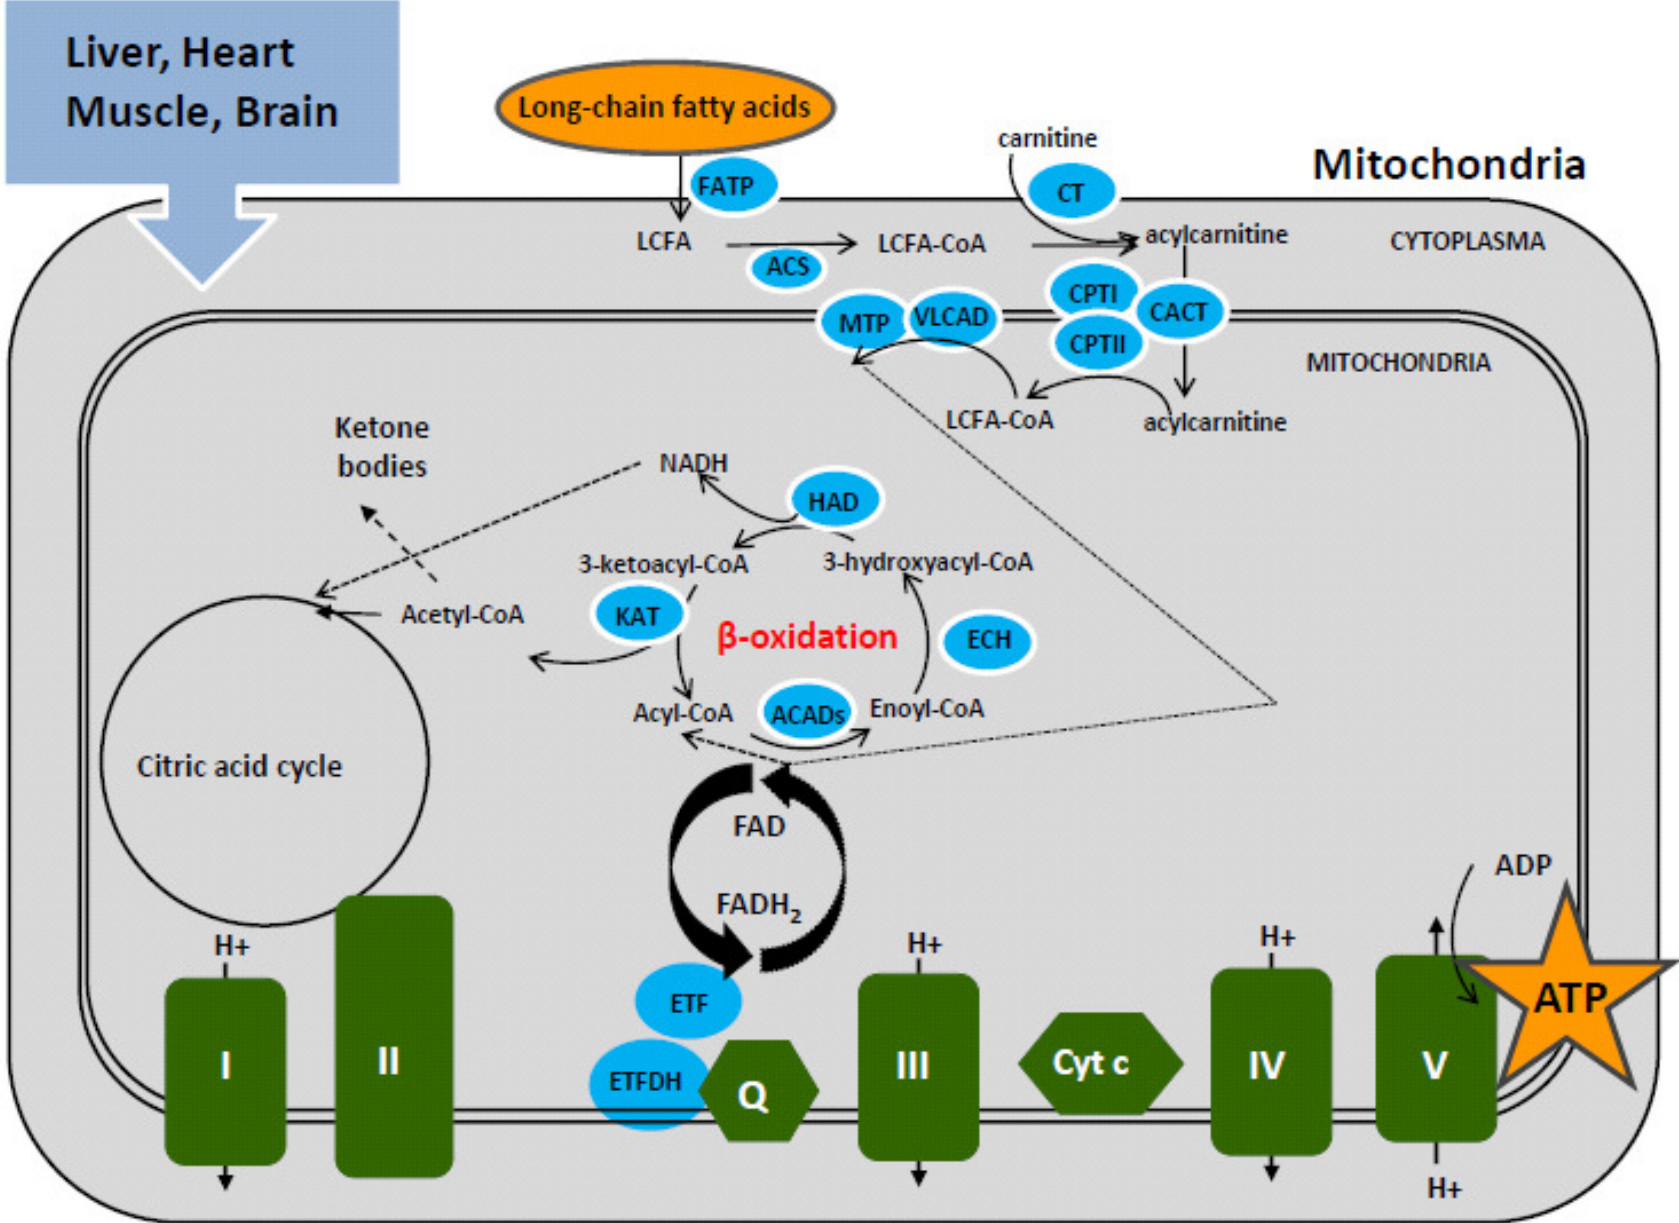 Liver, Heart
Muscle, Brain
Long-chain fatty acids
carnitine
Mitochondria
FATP
CT
LCFA
LCFA-CoA
acylcarnitine
CYTOPLASMA
ACS
CPTI
CACT
MTP
VLCAD
CPTII
MITOCHONDRIA
LCFA-CoA
acylcarnitine
Ketone
bodies
NADH
HAD
3-ketoacyl-CoA
3-hydroxyacyl-CoA
Acetyl-CoA
KAT
β-oxidation
ECH
Acyl-CoA
ACADs
Enoyl-CoA
Citric acid cycle
FAD
FADH2
ADP
H+
H+
H+
ATP
ETF
I
II
ETFDH
Q
III
Cyt c
IV
V
H+